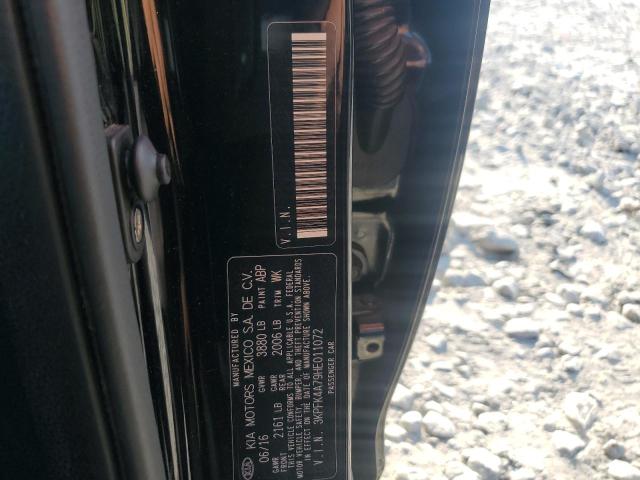 V.I.N.
MANUFACTURED BY
KIA KIA MOTORS MEXICO S.A. DE C.V.
06/16 GVWR 3880 LB PAINT ABP
GAWR FRONT 2161 LB GAWR REAR 2006 LB TRIM WK
THIS VEHICLE CONFORMS TO ALL APPLICABLE U.S.A. FEDERAL
MOTOR VEHICLE SAFETY, BUMPER, AND THEFT PREVENTION STANDARDS
IN EFFECT ON THE DATE OF MANUFACTURE SHOWN ABOVE.
V.I.N. 3KPFK4A79HE011072
PASSENGER CAR